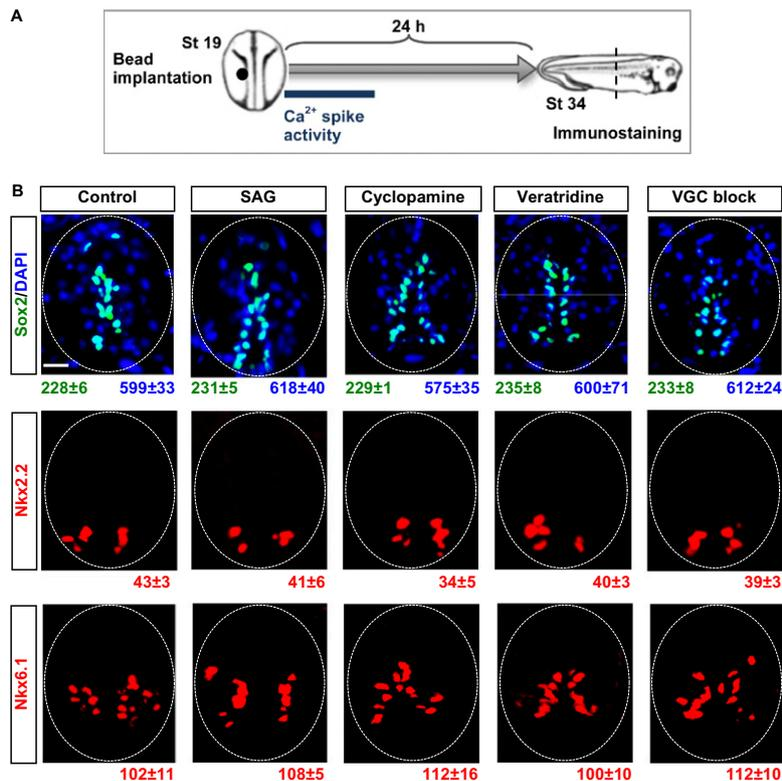 A
St 19
24 h
Bead
implantation
Ca²⁺ spike
activity
St 34
Immunostaining
B
Control SAG Cyclopamine Veratridine VGC block
Sox2/DAPI
228±6 599±33 231±5 618±40 229±1 575±35 235±8 600±71 233±8 612±24
Nkx2.2
43±3 41±6 34±5 40±3 39±3
Nkx6.1
102±11 108±5 112±16 100±10 112±10